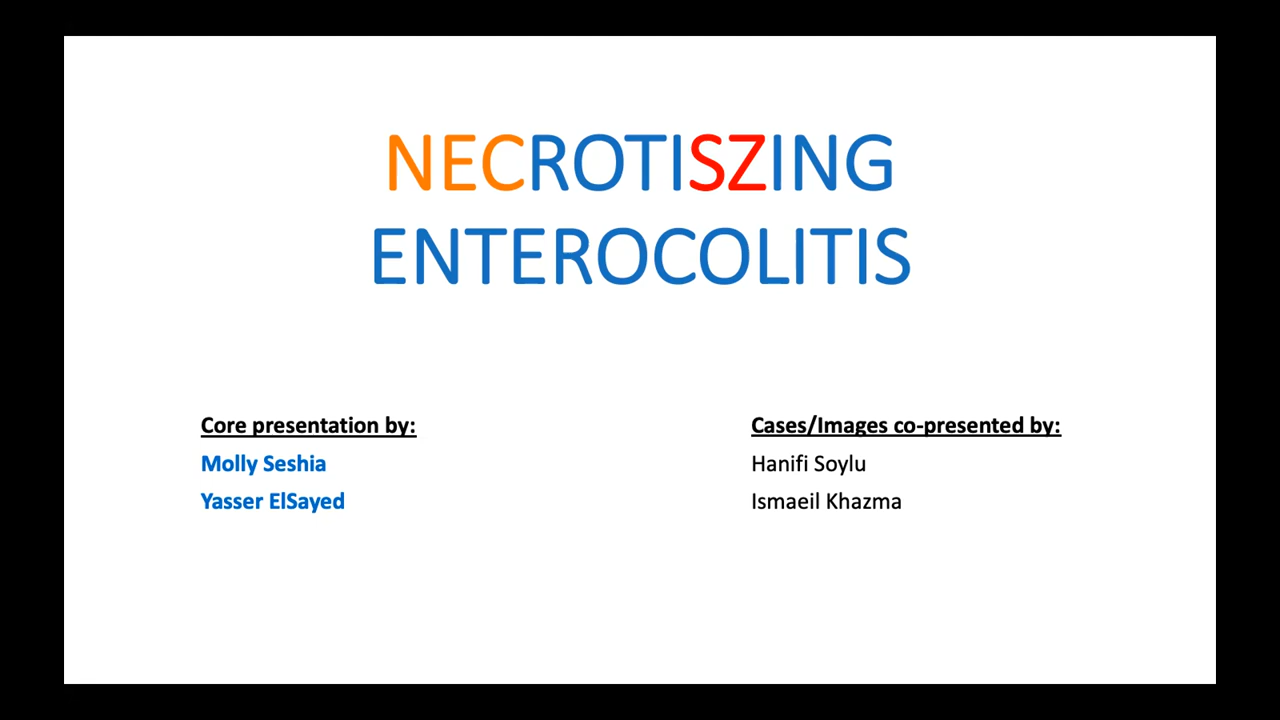 NECROTISZING
ENTEROCOLITIS
Core presentation by:
Molly Seshia
Yasser ElSayed
Cases/Images co-presented by:
Hanifi Soylu
Ismaeil Khazma